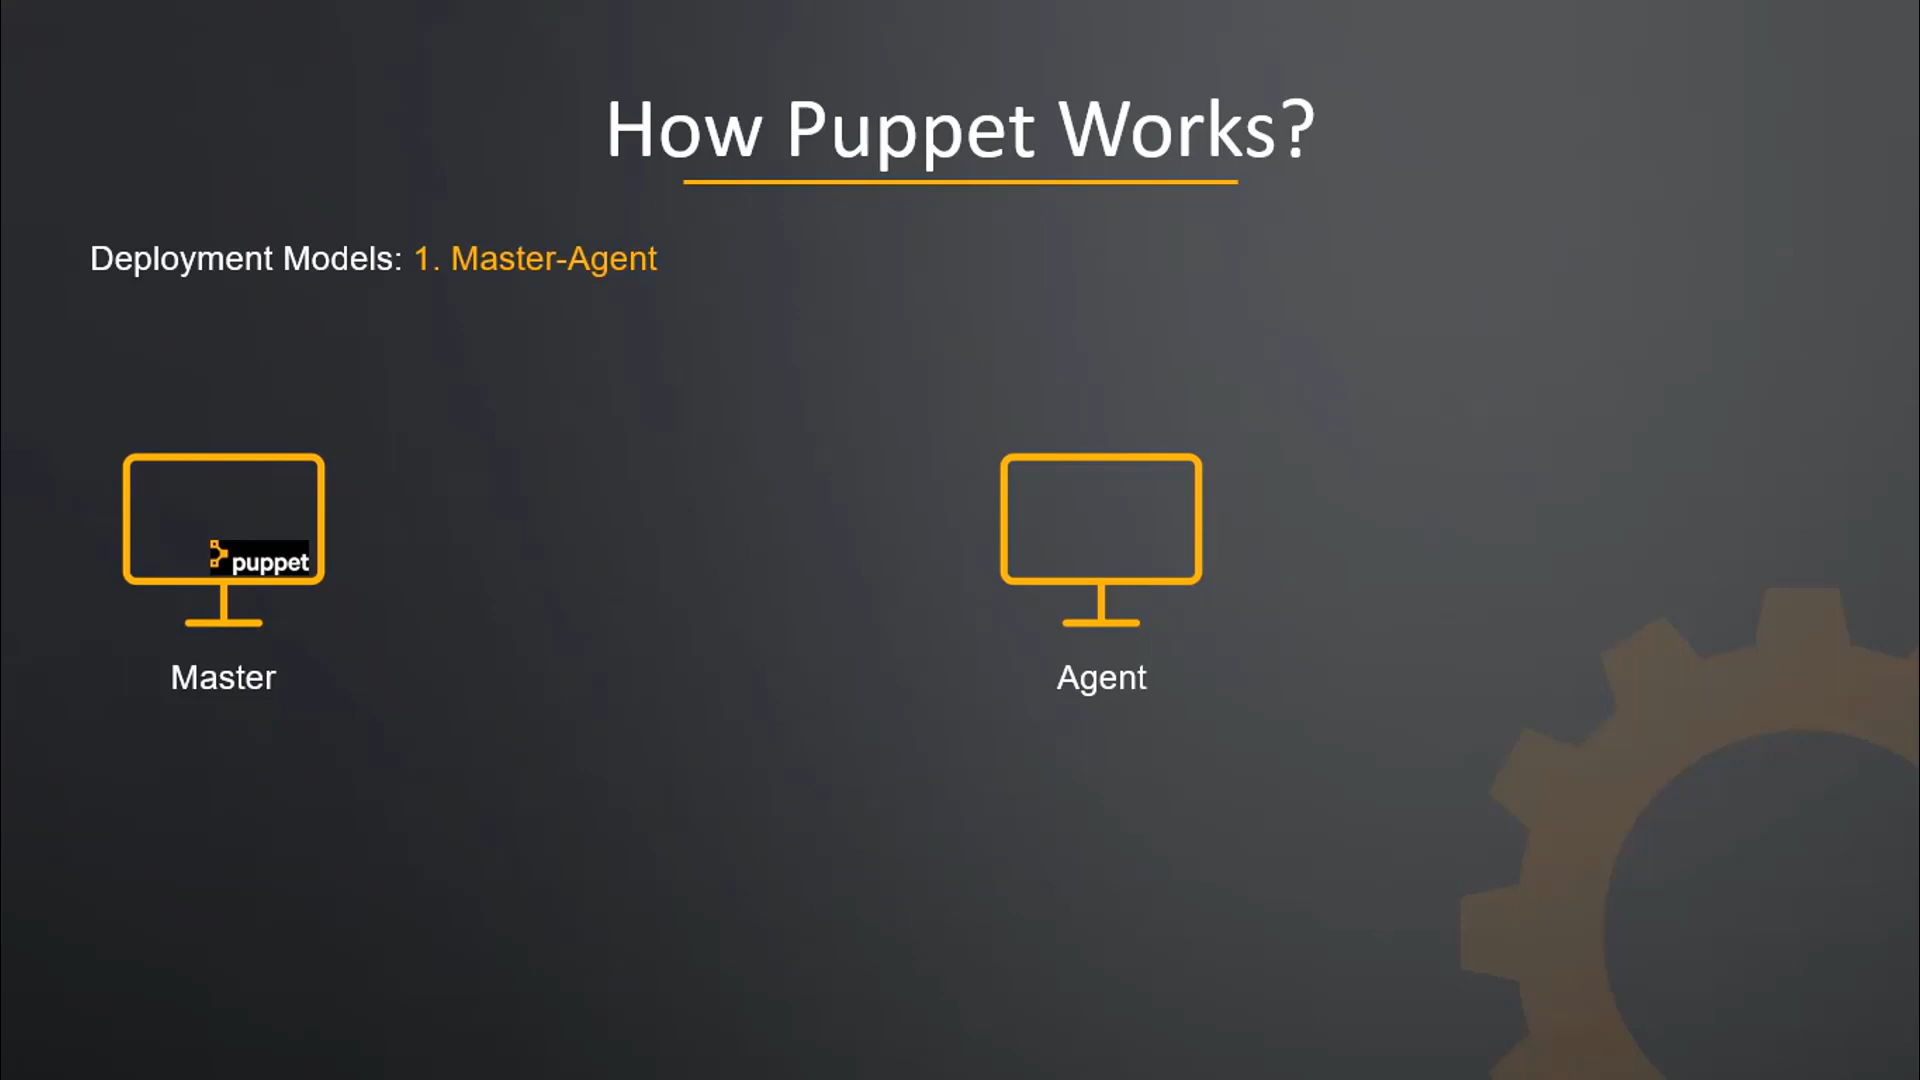 How Puppet Works?
Deployment Models: 1. Master-Agent
puppet
Master
Agent